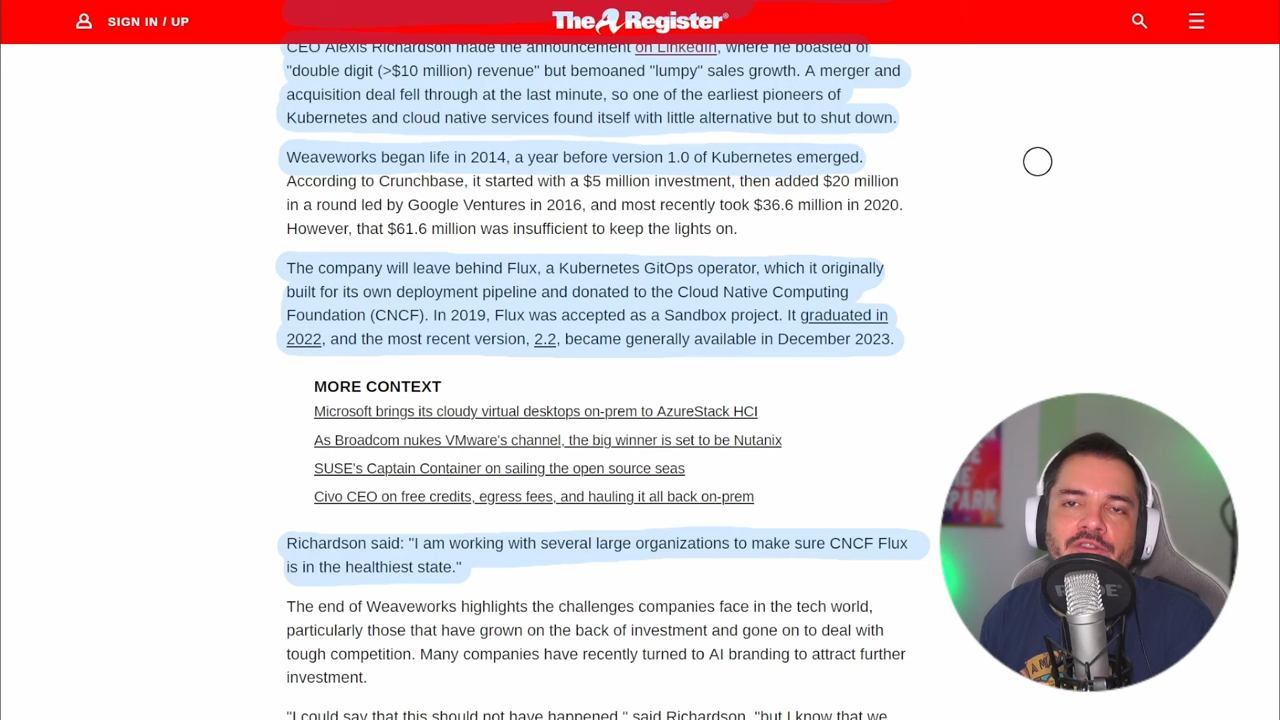 SIGN IN / UP
The Register®
CEO Alexis Richardson made the announcement on LinkedIn, where he boasted of
"double digit (>$10 million) revenue" but bemoaned "lumpy" sales growth. A merger and
acquisition deal fell through at the last minute, so one of the earliest pioneers of
Kubernetes and cloud native services found itself with little alternative but to shut down.
Weaveworks began life in 2014, a year before version 1.0 of Kubernetes emerged.
According to Crunchbase, it started with a $5 million investment, then added $20 million
in a round led by Google Ventures in 2016, and most recently took $36.6 million in 2020.
However, that $61.6 million was insufficient to keep the lights on.
The company will leave behind Flux, a Kubernetes GitOps operator, which it originally
built for its own deployment pipeline and donated to the Cloud Native Computing
Foundation (CNCF). In 2019, Flux was accepted as a Sandbox project. It graduated in
2022, and the most recent version, 2.2, became generally available in December 2023.
MORE CONTEXT
Microsoft brings its cloudy virtual desktops on-prem to AzureStack HCI
As Broadcom nukes VMware's channel, the big winner is set to be Nutanix
SUSE's Captain Container on sailing the open source seas
Civo CEO on free credits, egress fees, and hauling it all back on-prem
Richardson said: "I am working with several large organizations to make sure CNCF Flux
is in the healthiest state."
The end of Weaveworks highlights the challenges companies face in the tech world,
particularly those that have grown on the back of investment and gone on to deal with
tough competition. Many companies have recently turned to AI branding to attract further
investment.
"I could say that this should not have happened," said Richardson, "but I know that we